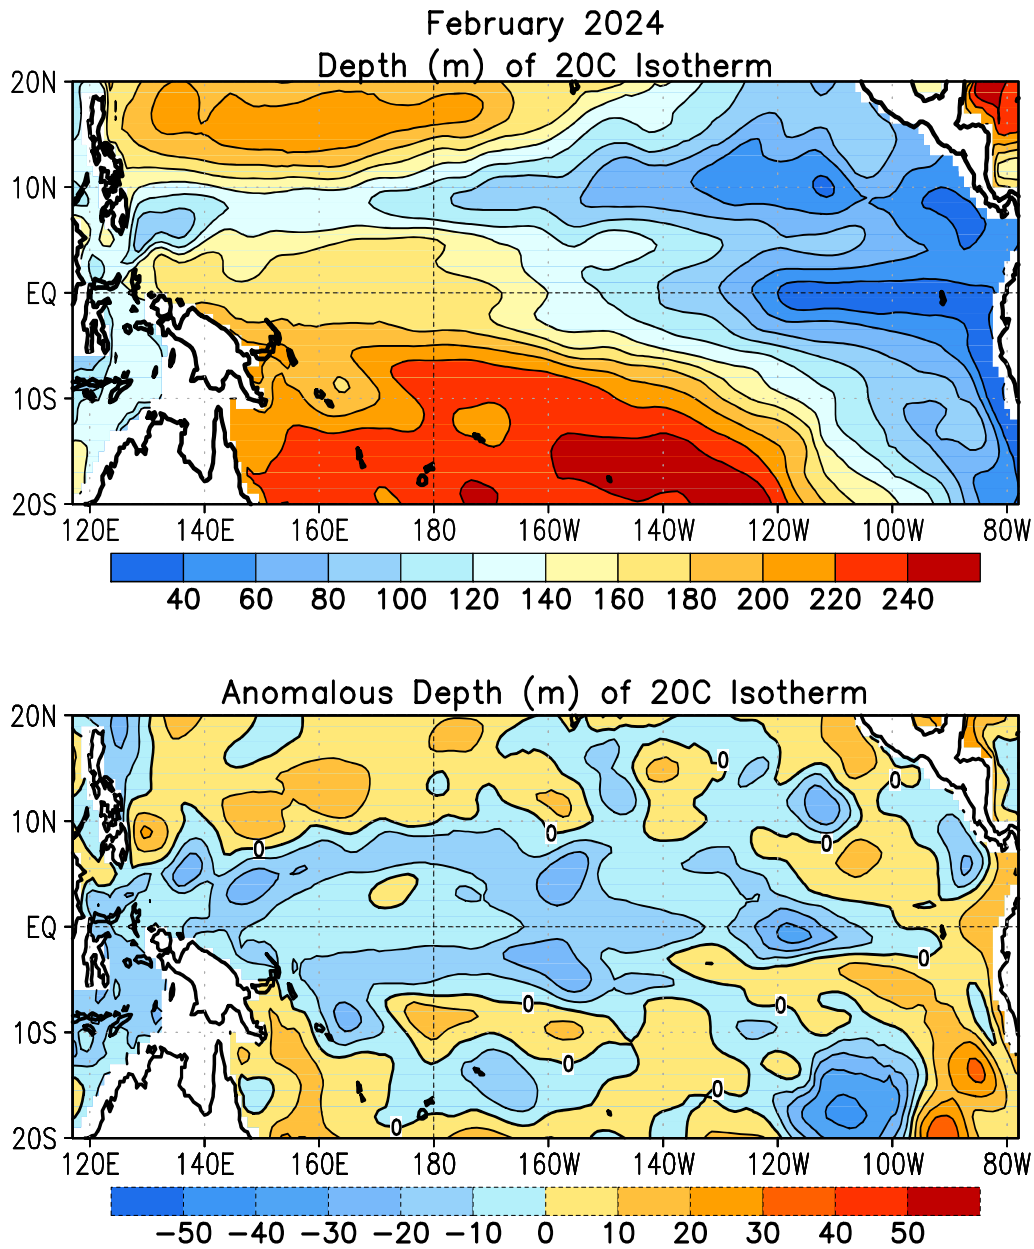 February 2024
Depth (m) of 20C Isotherm
20N
10N
EQ
10S
20S
120E 140E 160E 180 160W 140W 120W 100W 80W
40 60 80 100 120 140 160 180 200 220 240
Anomalous Depth (m) of 20C Isotherm
20N
0
0
10N
0
0
0
EQ
0
0
0
10S
0
0
0
20S
120E 140E 160E 180 160W 140W 120W 100W 80W
−50 −40 −30 −20 −10 0 10 20 30 40 50